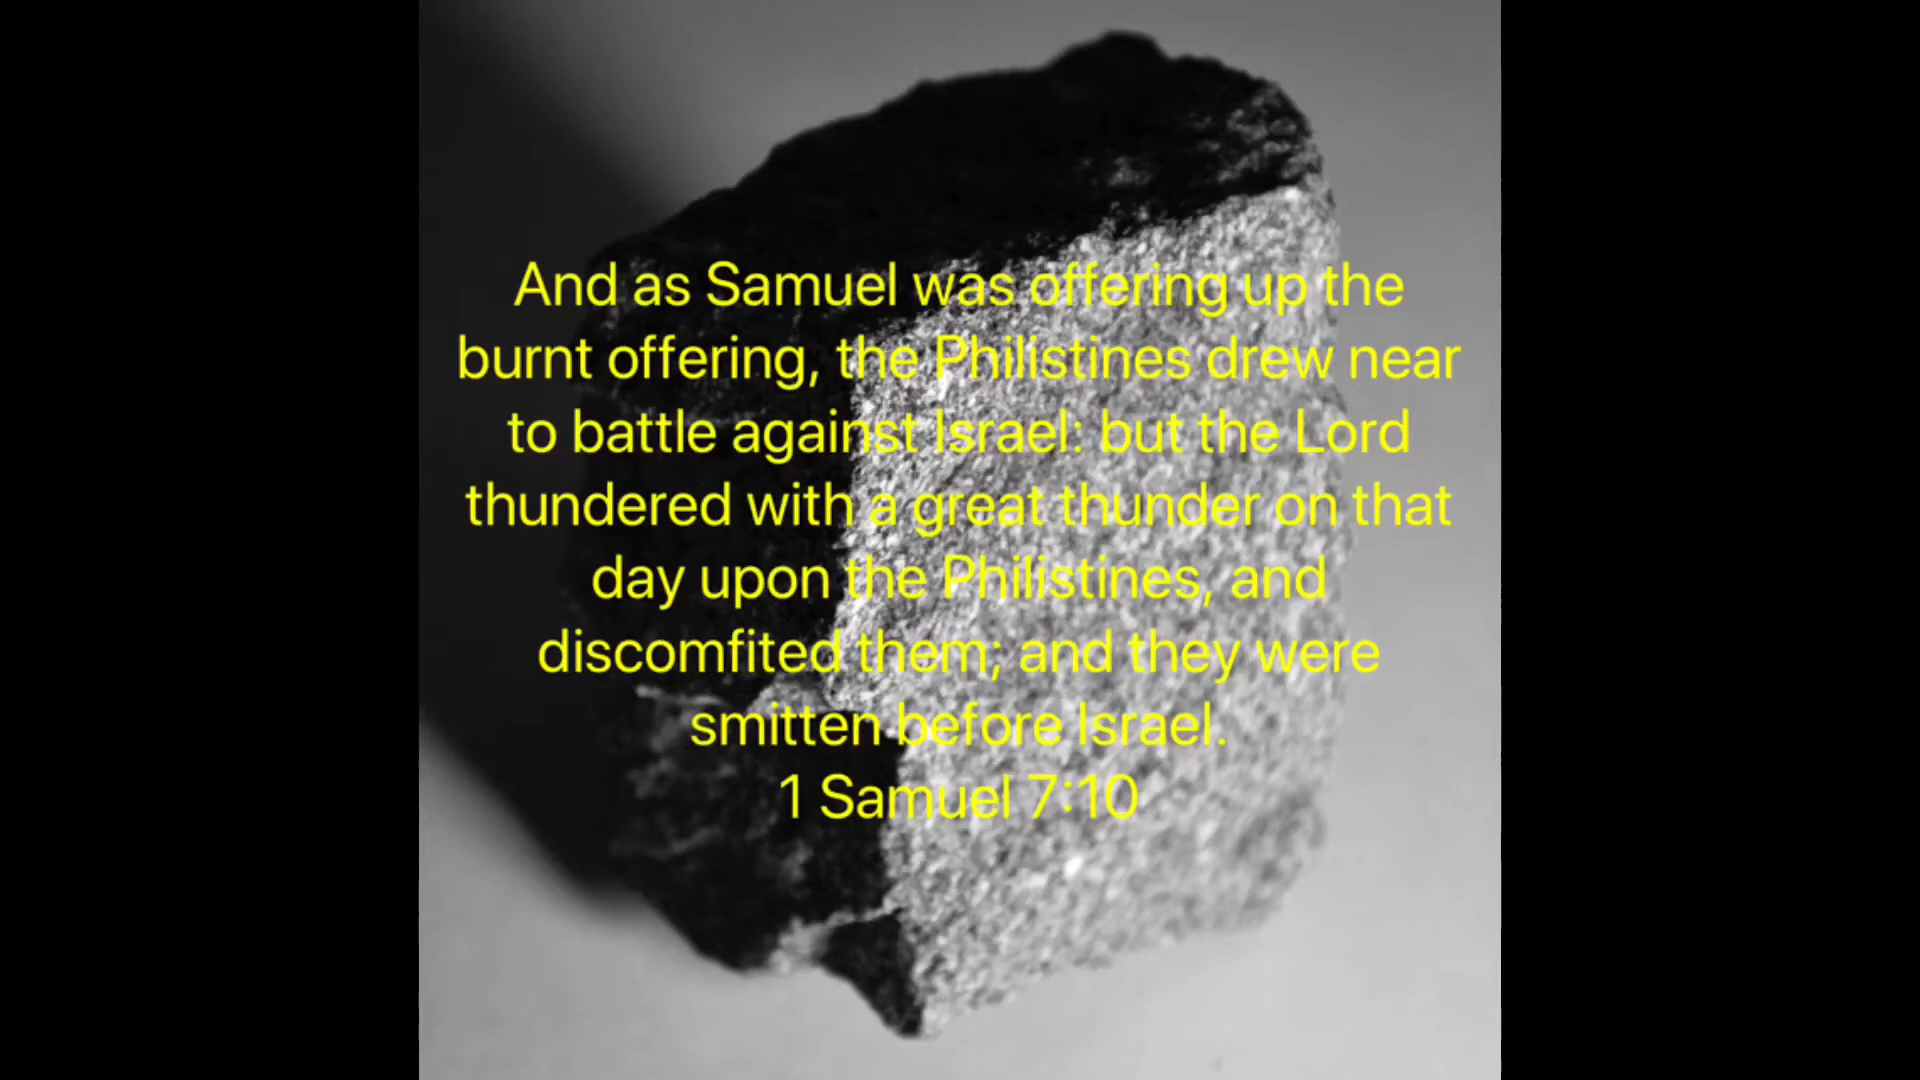 And as Samuel was offering up the
burnt offering, the Philistines drew near
to battle against Israel: but the Lord
thundered with a great thunder on that
day upon the Philistines, and
discomfited them; and they were
smitten before Israel.
1 Samuel 7:10